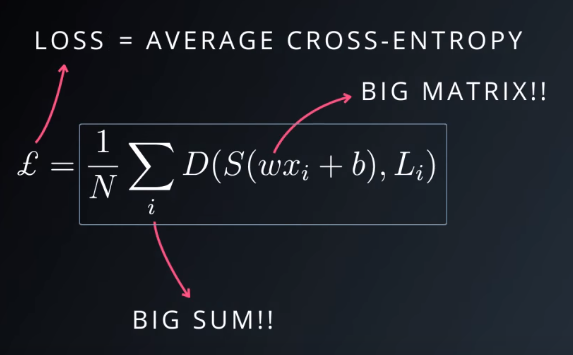 LOSS = AVERAGE CROSS-ENTROPY
BIG MATRIX!!
£ = 1/N ∑_i D(S(wx_i + b), L_i)
BIG SUM!!